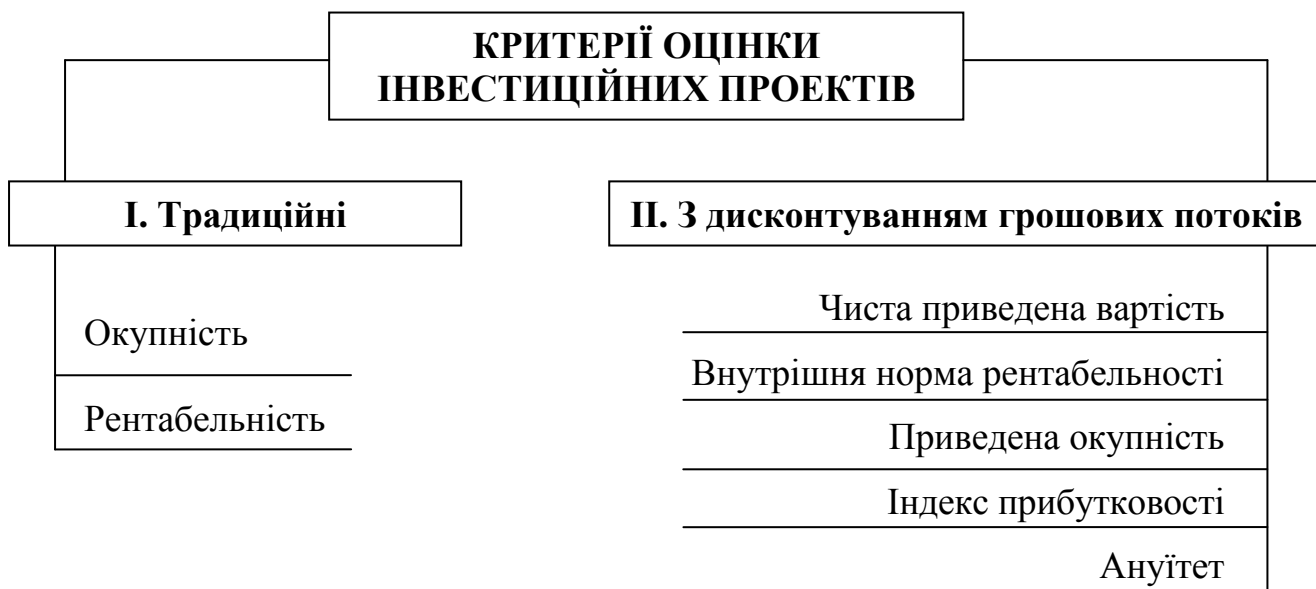 КРИТЕРІЇ ОЦІНКИ
ІНВЕСТИЦІЙНИХ ПРОЕКТІВ
І. Традиційні
ІІ. З дисконтуванням грошових потоків
Окупність
Рентабельність
Чиста приведена вартість
Внутрішня норма рентабельності
Приведена окупність
Індекс прибутковості
Ануїтет